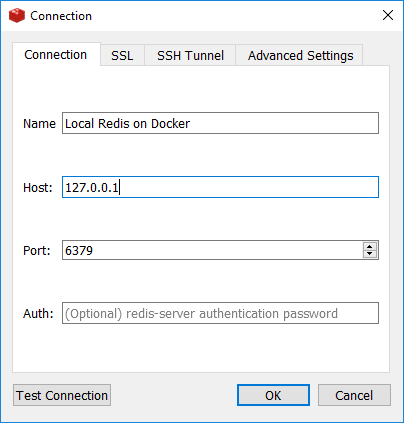 Connection
Connection SSL SSH Tunnel Advanced Settings
Name Local Redis on Docker
Host: 127.0.0.1
Port: 6379
Auth: (Optional) redis-server authentication password
Test Connection OK Cancel